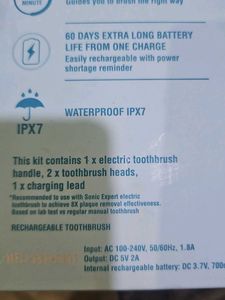 MINUTE
Guides you to brush the right way
60 DAYS EXTRA LONG BATTERY
LIFE FROM ONE CHARGE
Easily rechargeable with power
shortage reminder
WATERPROOF IPX7
IPX7
This kit contains 1 x electric toothbrush
handle, 2 x toothbrush heads,
1 x charging lead
*Recommended to use with Sonic Expert electric
toothbrush to achieve 8X plaque removal effectiveness.
Based on lab test vs regular manual toothbrush
RECHARGEABLE TOOTHBRUSH
Input: AC 100-240V, 50/60Hz, 1.8A
Output: DC 5V 2A
Internal rechargeable battery: DC 3.7V,